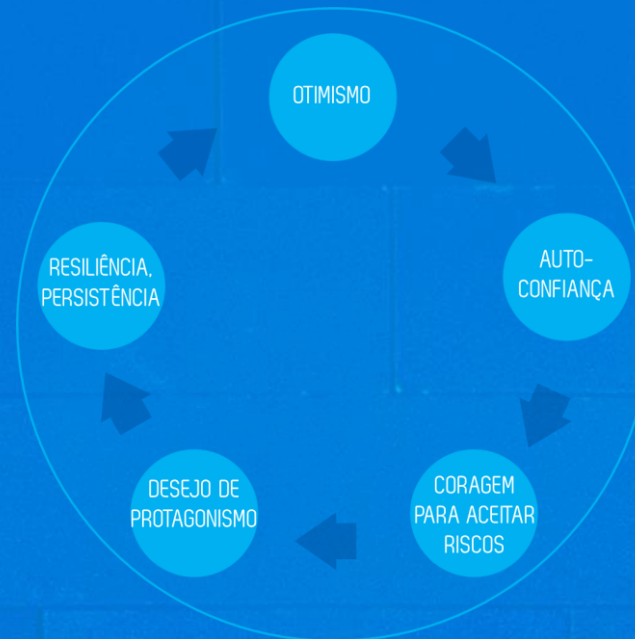 OTIMISMO
AUTO-
CONFIANÇA
CORAGEM
PARA ACEITAR
RISCOS
DESEJO DE
PROTAGONISMO
RESILIÊNCIA,
PERSISTÊNCIA